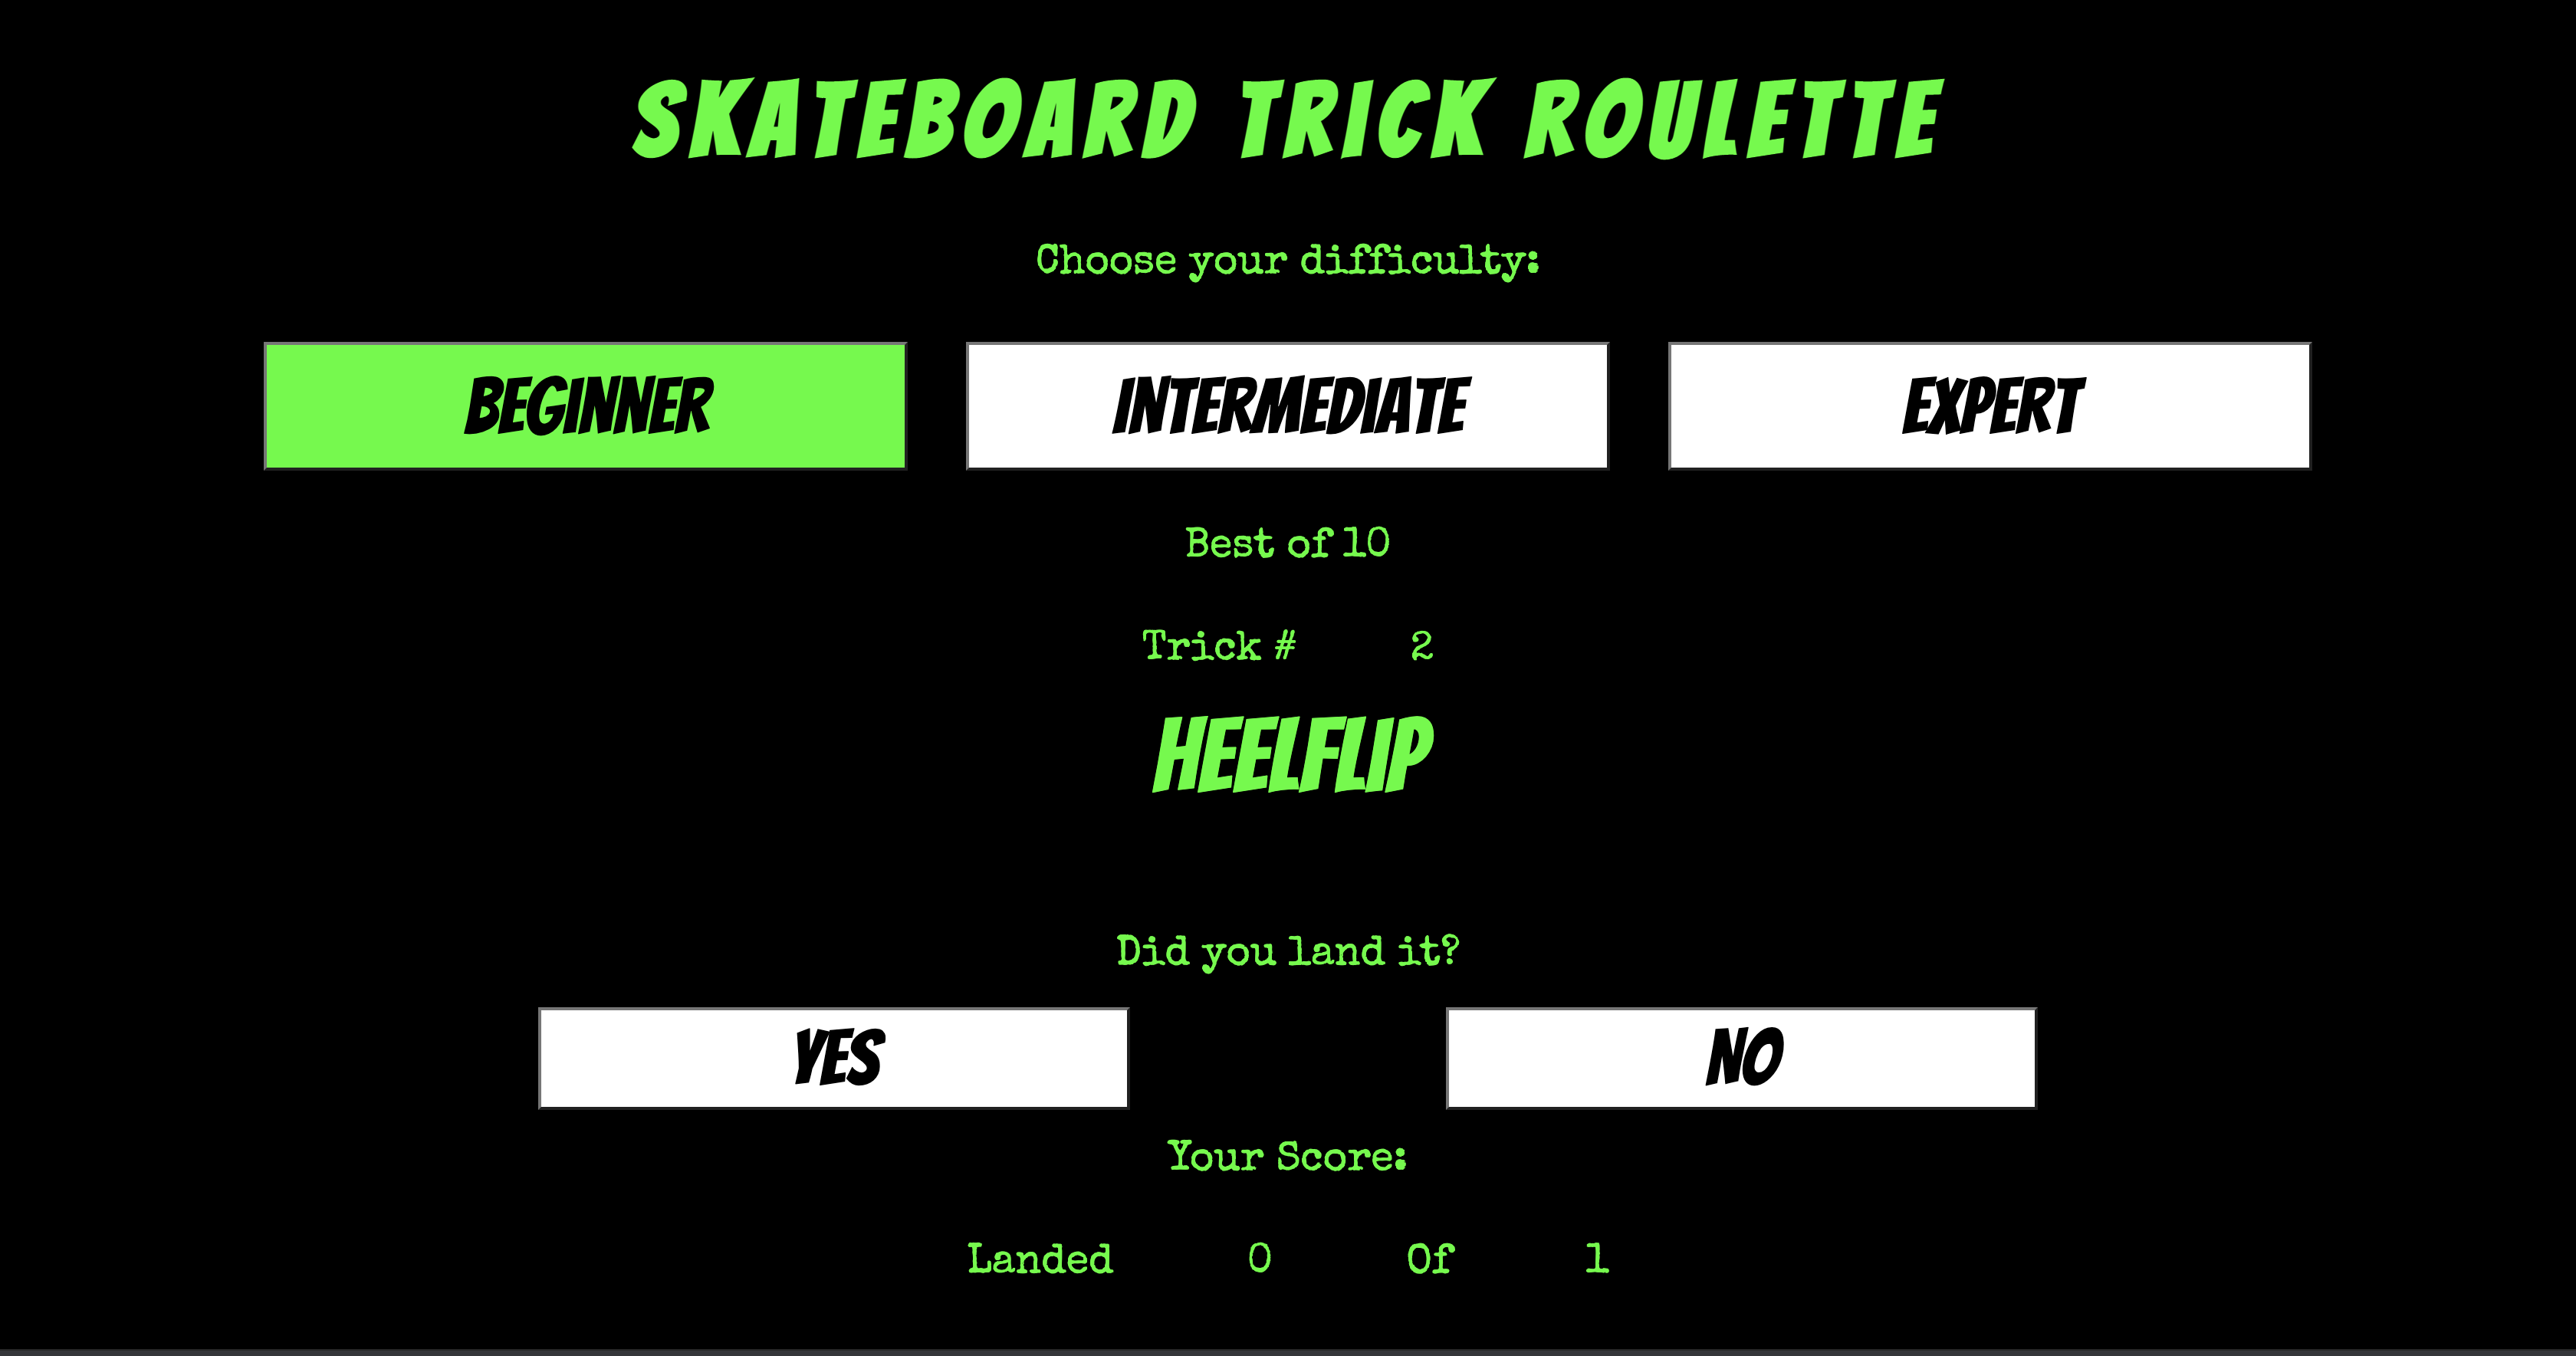 SKATEBOARD TRICK ROULETTE
Choose your difficulty:
BEGINNER INTERMEDIATE EXPERT
Best of 10
Trick # 2
HEELFLIP
Did you land it?
YES NO
Your Score:
Landed 0 Of 1